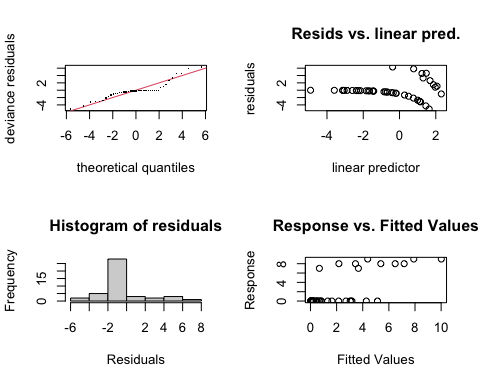 deviance residuals
2
-4
-6 -4 -2 0 2 4 6
theoretical quantiles
Resids vs. linear pred.
residuals
2
-4
-4 -2 0 2
linear predictor
Histogram of residuals
Frequency
15
0
-6 -2 0 2 4 6 8
Residuals
Response vs. Fitted Values
Response
8
4
0
0 2 4 6 8 10
Fitted Values